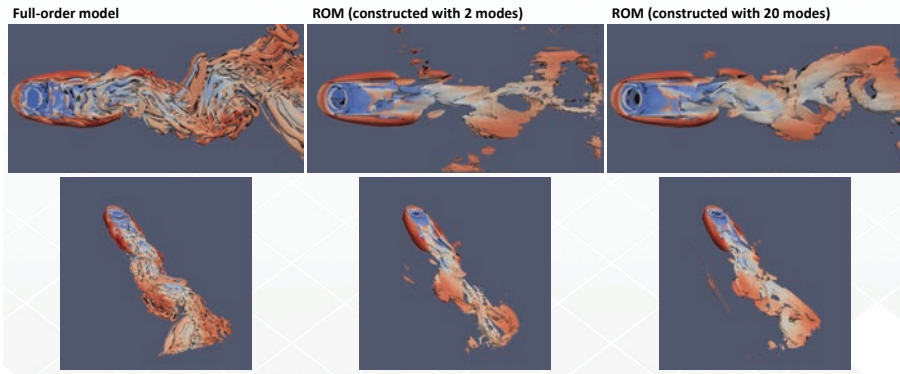 Full-order model
ROM (constructed with 2 modes)
ROM (constructed with 20 modes)